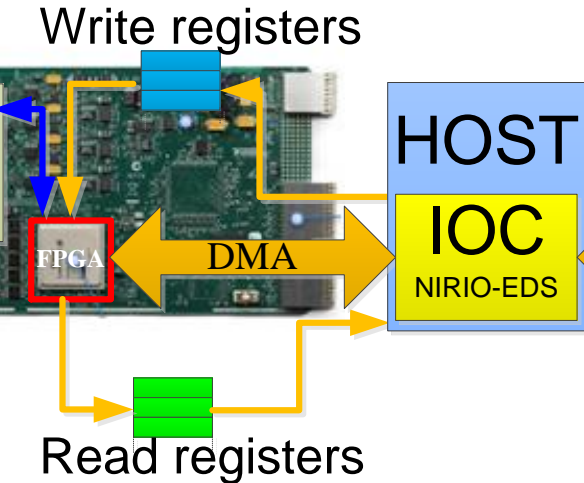 Write registers
HOST
IOC
NIRIO-EDS
FPGA
DMA
Read registers